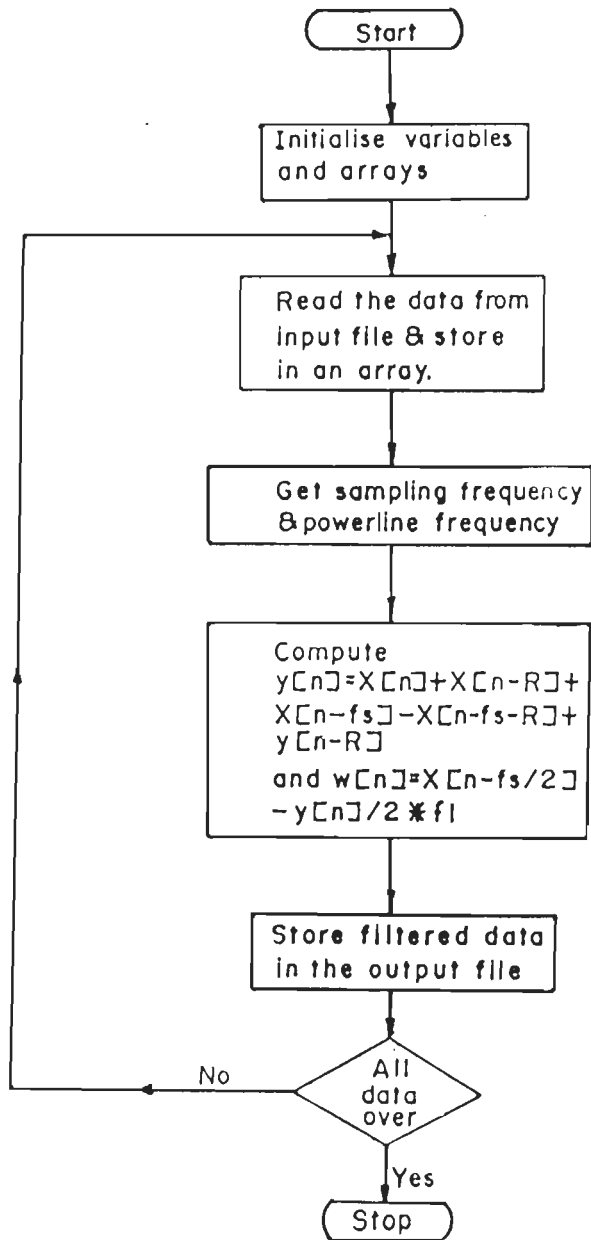 Start
Initialise variables
and arrays
Read the data from
input file & store
in an array.
Get sampling frequency
& powerline frequency
Compute
y[n]=X[n]+X[n-R]+
X[n-fs]-X[n-fs-R]+
y[n-R]
and w[n]=X[n-fs/2]
-y[n]/2*fl
Store filtered data
in the output file
All
data
over
No
Yes
Stop